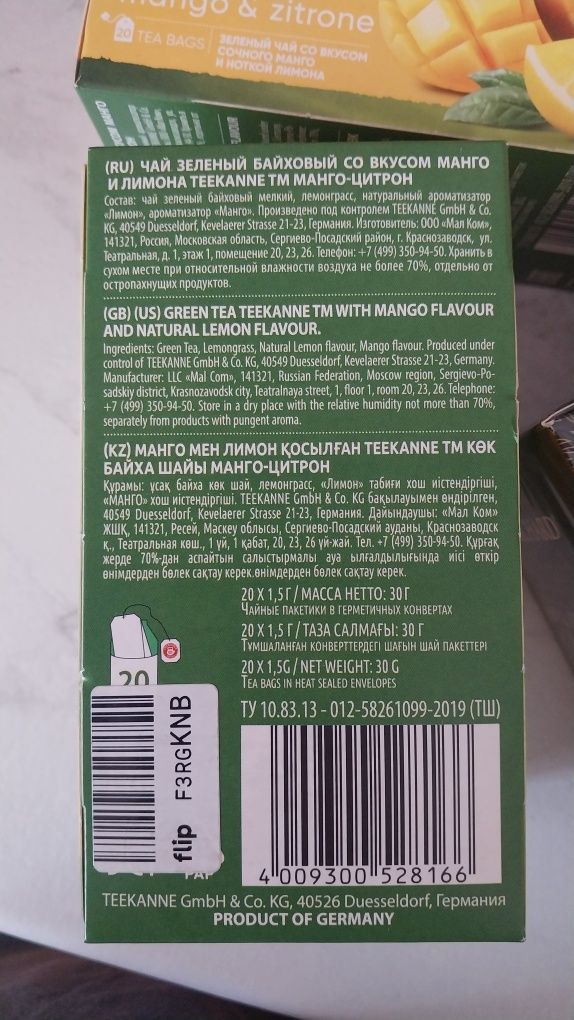 mango & zitrone
20 TEA BAGS
ЗЕЛЕНЫЙ ЧАЙ СО ВКУСОМ
СОЧНОГО МАНГО
И НОТКОЙ ЛИМОНА
(RU) ЧАЙ ЗЕЛЕНЫЙ БАЙХОВЫЙ СО ВКУСОМ МАНГО
И ЛИМОНА TEEKANNE TM МАНГО-ЦИТРОН
Состав: чай зеленый байховый мелкий, лемонграсс, натуральный ароматизатор
«Лимон», ароматизатор «Манго». Произведено под контролем TEEKANNE GmbH & Co.
KG, 40549 Duesseldorf, Kevelaerer Strasse 21-23, Германия. Изготовитель: ООО «Мал Ком»,
141321, Россия, Московская область, Сергиево-Посадский район, г. Краснозаводск, ул.
Театральная, д. 1, этаж 1, помещение 20, 23, 26. Телефон: +7 (499) 350-94-50. Хранить в
сухом месте при относительной влажности воздуха не более 70%, отдельно от
остропахнущих продуктов.
(GB) (US) GREEN TEA TEEKANNE TM WITH MANGO FLAVOUR
AND NATURAL LEMON FLAVOUR.
Ingredients: Green Tea, Lemongrass, Natural Lemon flavour, Mango flavour. Produced under
control of TEEKANNE GmbH & Co. KG, 40549 Duesseldorf, Kevelaerer Strasse 21-23, Germany.
Manufacturer: LLC «Mal Com», 141321, Russian Federation, Moscow region, Sergievo-Po-
sadskiy district, Krasnozavodsk city, Teatralnaya street, 1, floor 1, room 20, 23, 26. Telephone:
+7 (499) 350-94-50. Store in a dry place with the relative humidity not more than 70%,
separately from products with pungent aroma.
(KZ) МАНГО МЕН ЛИМОН ҚОСЫЛҒАН TEEKANNE TM КӨК
БАЙХА ШАЙЫ МАНГО-ЦИТРОН
Құрамы: ұсақ байха көк шай, лемонграсс, «Лимон» табиғи хош иістендіргіші,
«МАНГО» хош иістендіргіші. TEEKANNE GmbH & Co. KG бақылауымен өндірілген,
40549 Duesseldorf, Kevelaerer Strasse 21-23, Германия. Дайындаушы: «Мал Ком»
ЖШҚ, 141321, Ресей, Мәскеу облысы, Сергиево-Посадский ауданы, Краснозаводск
қ., Театральная көш., 1 үй, 1 қабат, 20, 23, 26 үй-жай. Тел. +7 (499) 350-94-50. Құрғақ
жерде 70%-дан аспайтын салыстырмалы ауа ылғалдылығында иісі өткір
өнімдерден бөлек сақтау керек.өнімдерден бөлек сақтау керек.
20 X 1,5 Г / МАССА НЕТТО: 30 Г
ЧАЙНЫЕ ПАКЕТИКИ В ГЕРМЕТИЧНЫХ КОНВЕРТАХ
20 X 1,5 Г / ТАЗА САЛМАҒЫ: 30 Г
ТҰМШАЛАНҒАН КОНВЕРТТЕРДЕГІ ШАҒЫН ШАЙ ПАКЕТТЕРІ
20 X 1,5G / NET WEIGHT: 30 G
TEA BAGS IN HEAT SEALED ENVELOPES
20
ТУ 10.83.13 - 012-58261099-2019 (ТШ)
flip F3RGKNB
PAP
4 009300 528166
TEEKANNE GmbH & Co. KG, 40526 Duesseldorf, Германия
PRODUCT OF GERMANY